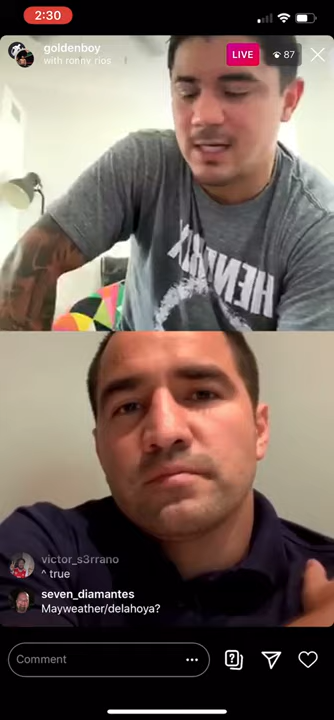 2:30
goldenboy
with ronny rios
LIVE
87
HENDRIX
victor_s3rrano
^ true
seven_diamantes
Mayweather/delahoya?
Comment